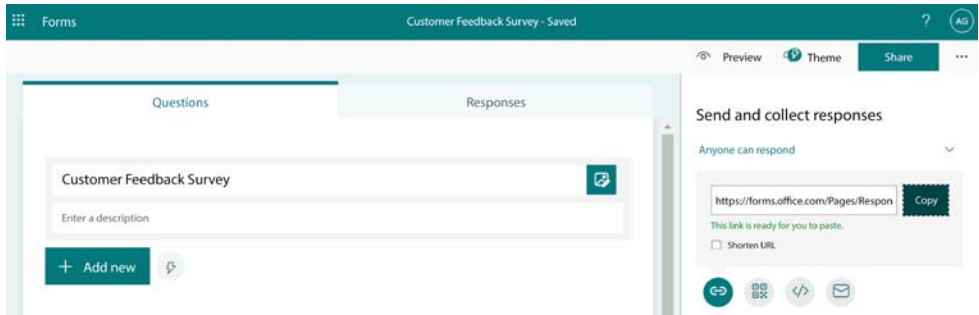 Forms
Customer Feedback Survey - Saved
?
AG
Preview
Theme
Share
...
Questions
Responses
Customer Feedback Survey
Enter a description
+ Add new
Send and collect responses
Anyone can respond
https://forms.office.com/Pages/Respon
Copy
This link is ready for you to paste.
Shorten URL